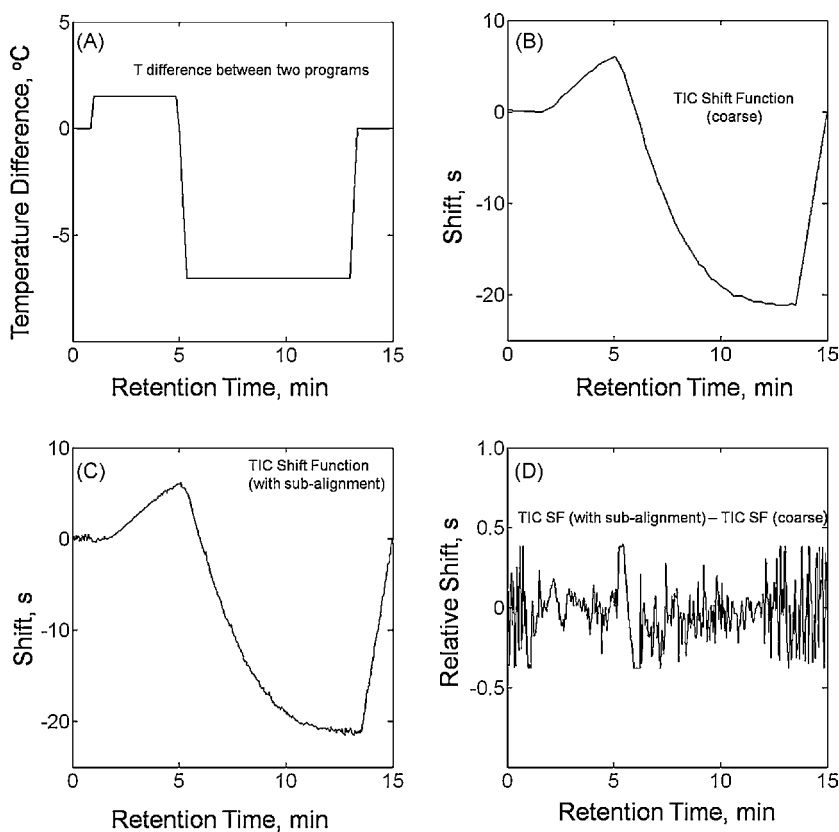 (A)
T difference between two programs
Temperature Difference, ºC
5
0
-5
0
5
10
15
Retention Time, min
(B)
TIC Shift Function
(coarse)
Shift, s
10
0
-10
-20
0
5
10
15
Retention Time, min
(C)
TIC Shift Function
(with sub-alignment)
Shift, s
10
0
-10
-20
0
5
10
15
Retention Time, min
(D)
TIC SF (with sub-alignment) – TIC SF (coarse)
Relative Shift, s
1.0
0.5
0
-0.5
0
5
10
15
Retention Time, min